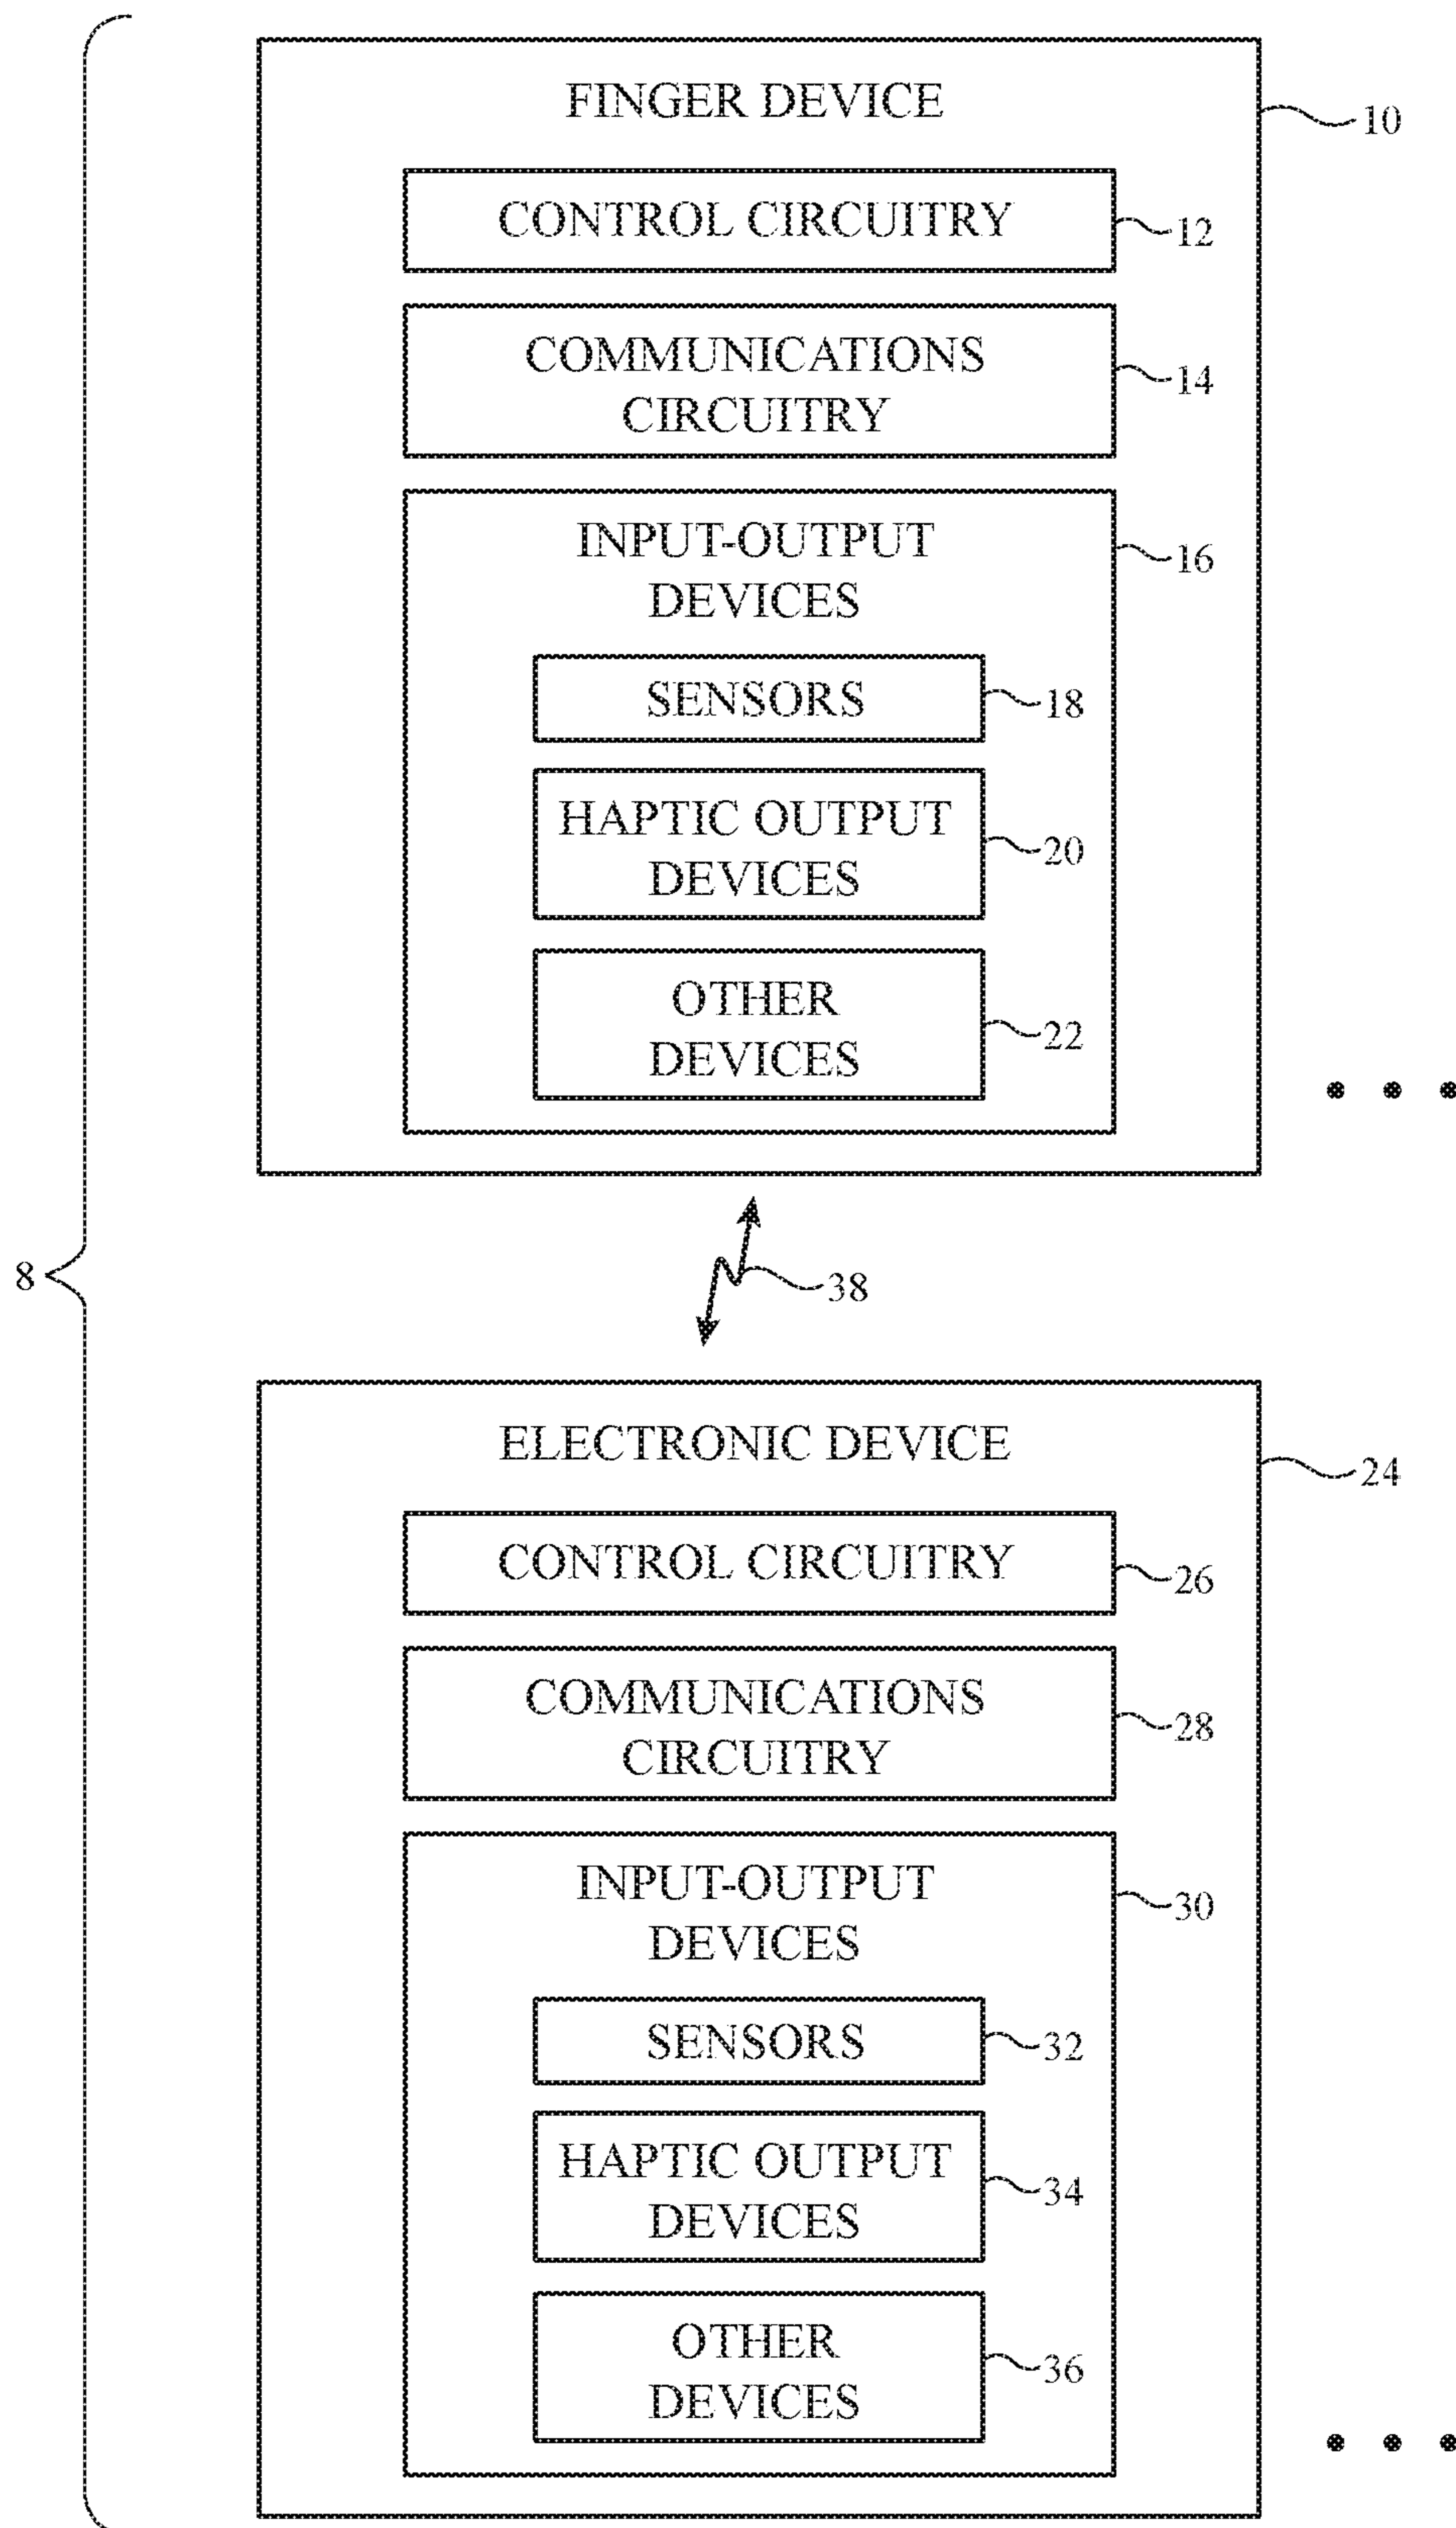 FINGER DEVICE
10
CONTROL CIRCUITRY
12
COMMUNICATIONS
CIRCUITRY
14
INPUT-OUTPUT
DEVICES
16
SENSORS
18
HAPTIC OUTPUT
DEVICES
20
OTHER
DEVICES
22
8
38
ELECTRONIC DEVICE
24
CONTROL CIRCUITRY
26
COMMUNICATIONS
CIRCUITRY
28
INPUT-OUTPUT
DEVICES
30
SENSORS
32
HAPTIC OUTPUT
DEVICES
34
OTHER
DEVICES
36